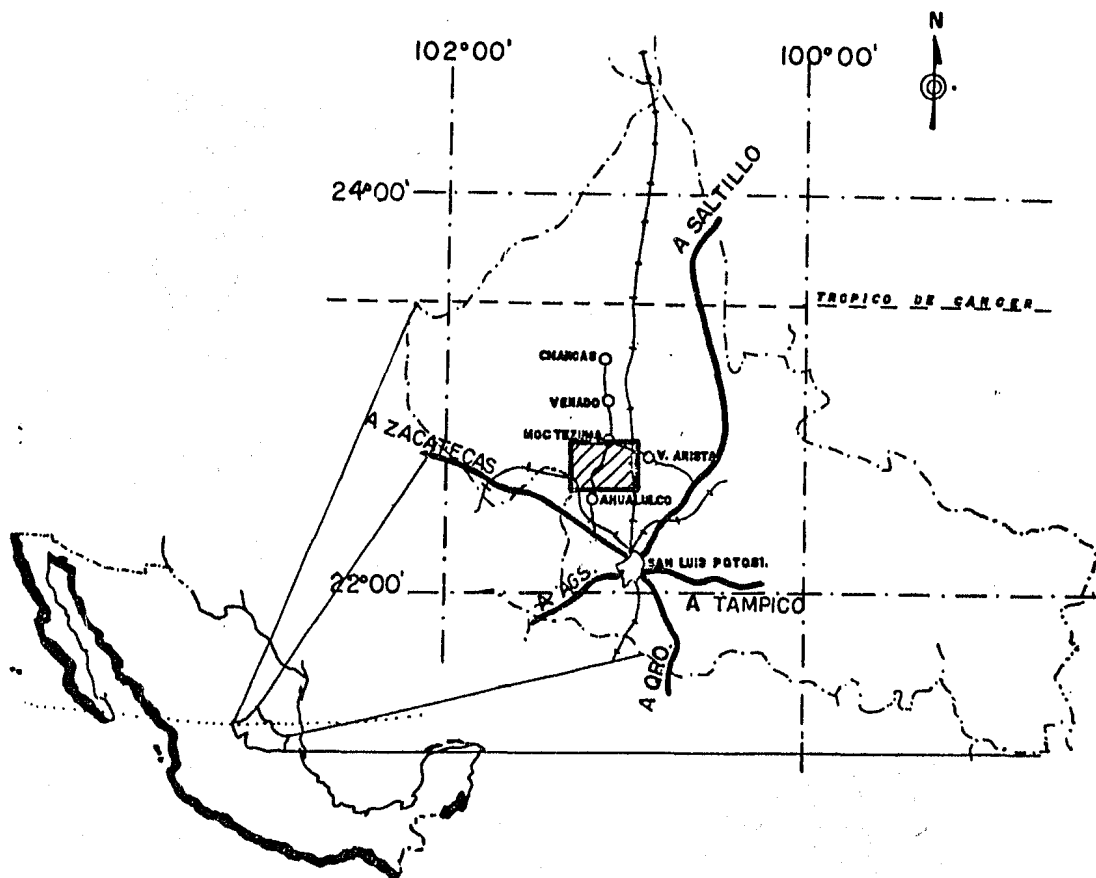 N
102°00'
100°00'
24°00'
A SALTILLO
TROPICO DE CANCER
CHARCAS
VENADO
A ZACATECAS
MOCTEZUMA
V. ARISTA
AHUALULCO
SAN LUIS POTOSI.
22°00'
A AGS.
A TAMPICO
A QRO.